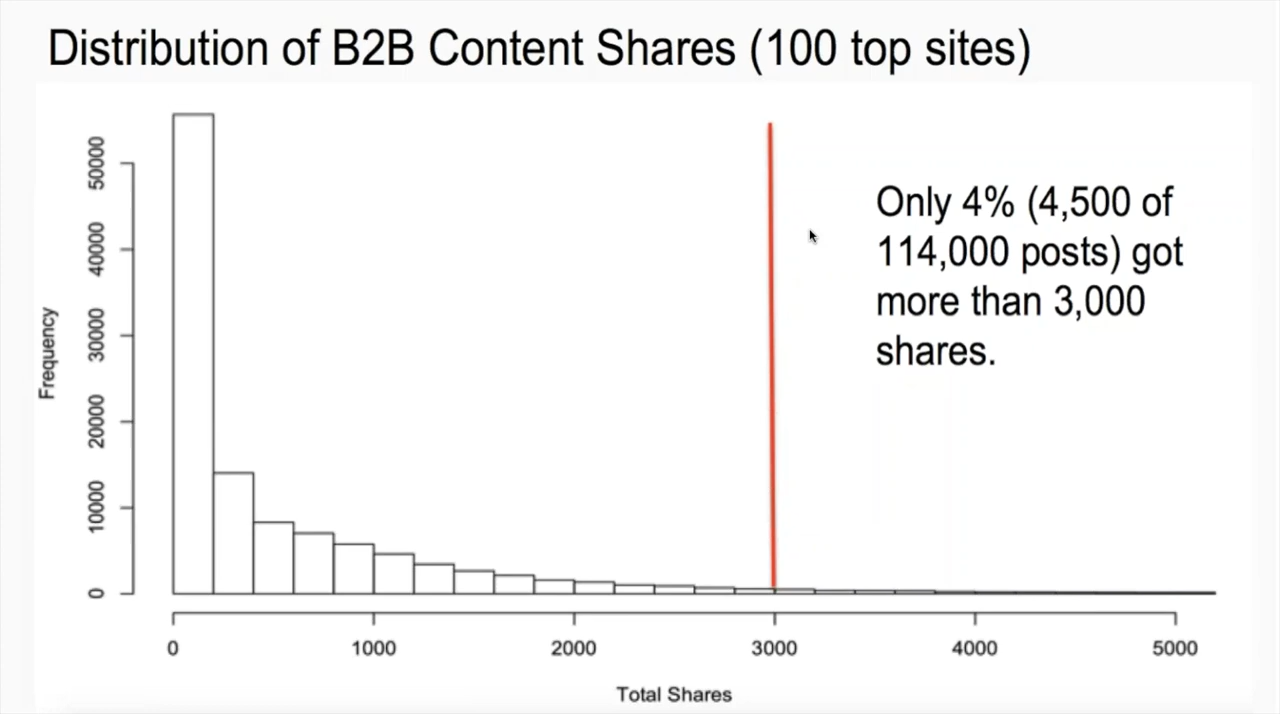 Distribution of B2B Content Shares (100 top sites)
Only 4% (4,500 of
114,000 posts) got
more than 3,000
shares.
Frequency
50000
40000
30000
20000
10000
0
0 1000 2000 3000 4000 5000
Total Shares